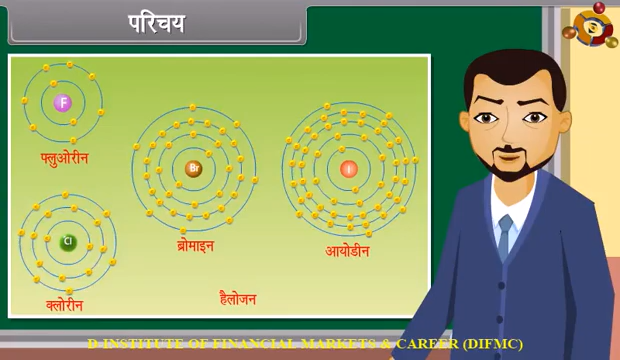 परिचय
F
फ्लुओरीन
Br
ब्रोमाइन
I
आयोडीन
Cl
क्लोरीन
हैलोजन
D-INSTITUTE OF FINANCIAL MARKETS & CAREER (DIFMC)